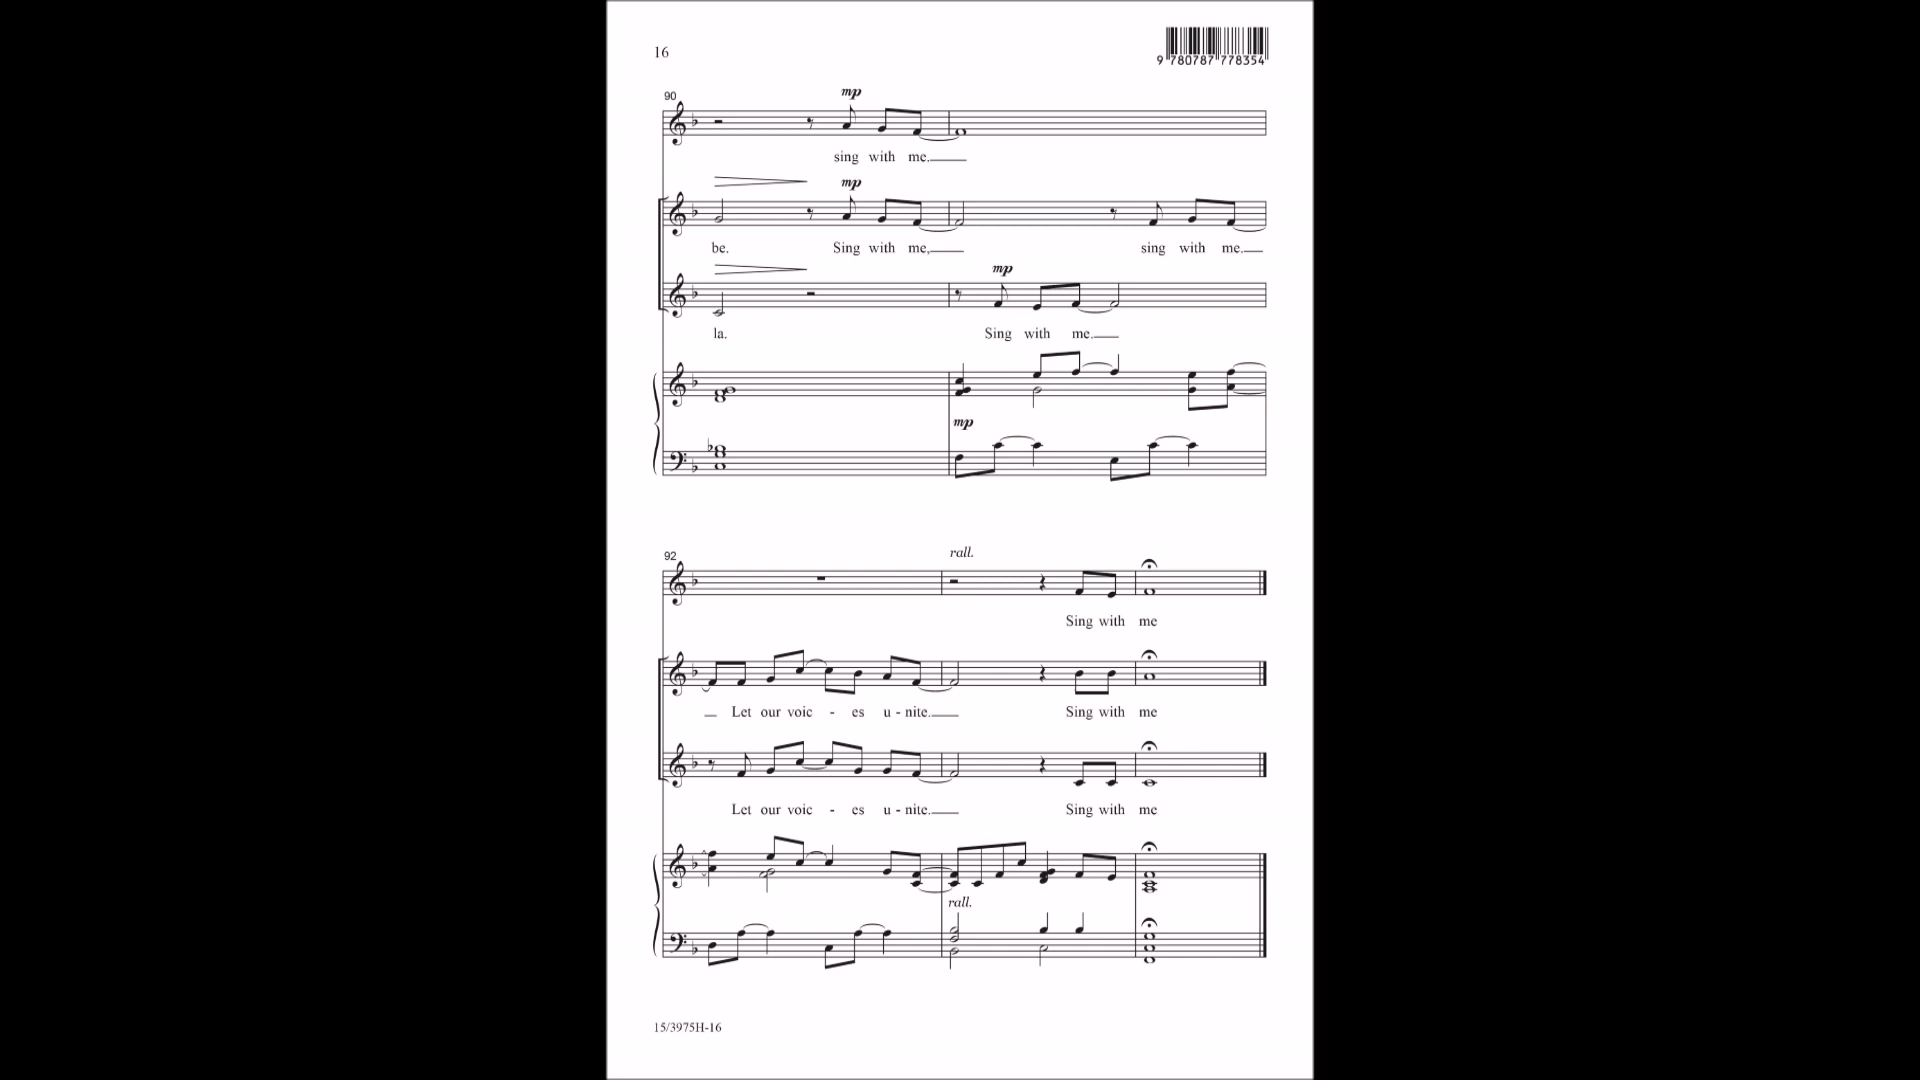 16
9 780787 778354
90
mp
sing with me.
mp
be. Sing with me, sing with me.
mp
la. Sing with me.
mp
92
rall.
Sing with me
Let our voic - es u - nite. Sing with me
Let our voic - es u - nite. Sing with me
rall.
15/3975H-16